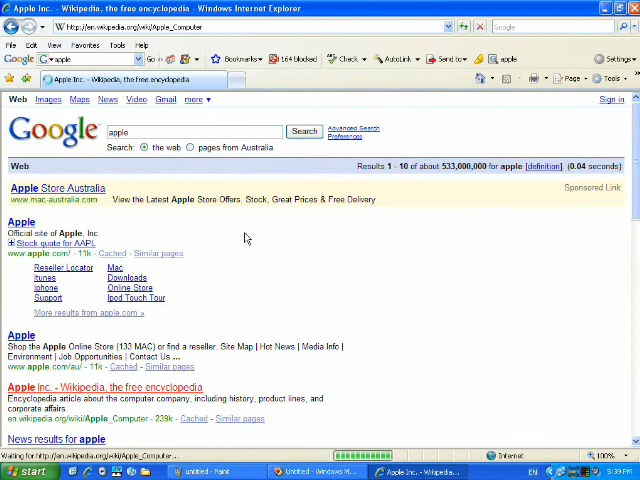 Apple Inc. - Wikipedia, the free encyclopedia - Windows Internet Explorer
http://en.wikipedia.org/wiki/Apple_Computer
Google
File Edit View Favorites Tools Help
Google apple Go Bookmarks 164 blocked Check AutoLink Send to apple Settings
Apple Inc. - Wikipedia, the free encyclopedia Page Tools
Web Images Maps News Video Gmail more Sign in
Google apple Search Advanced Search
Preferences
Search: the web pages from Australia
Web Results 1 - 10 of about 533,000,000 for apple [definition]. (0.04 seconds)
Apple Store Australia Sponsored Link
www.mac-australia.com View the Latest Apple Store Offers. Stock, Great Prices & Free Delivery
Apple
Official site of Apple, Inc.
Stock quote for AAPL
www.apple.com/ - 11k - Cached - Similar pages
Reseller Locator Mac
Itunes Downloads
Iphone Online Store
Support Ipod Touch Tour
More results from apple.com »
Apple
Shop the Apple Online Store (133 MAC) or find a reseller. Site Map | Hot News | Media Info |
Environment | Job Opportunities | Contact Us ...
www.apple.com/au/ - 11k - Cached - Similar pages
Apple Inc. - Wikipedia, the free encyclopedia
Encyclopedia article about the computer company, including history, product lines, and
corporate affairs.
en.wikipedia.org/wiki/Apple_Computer - 239k - Cached - Similar pages
News results for apple
Waiting for http://en.wikipedia.org/wiki/Apple_Computer... Internet 100%
start untitled - Paint Untitled - Windows M... Apple Inc. - Wikipedia... EN 5:39 PM